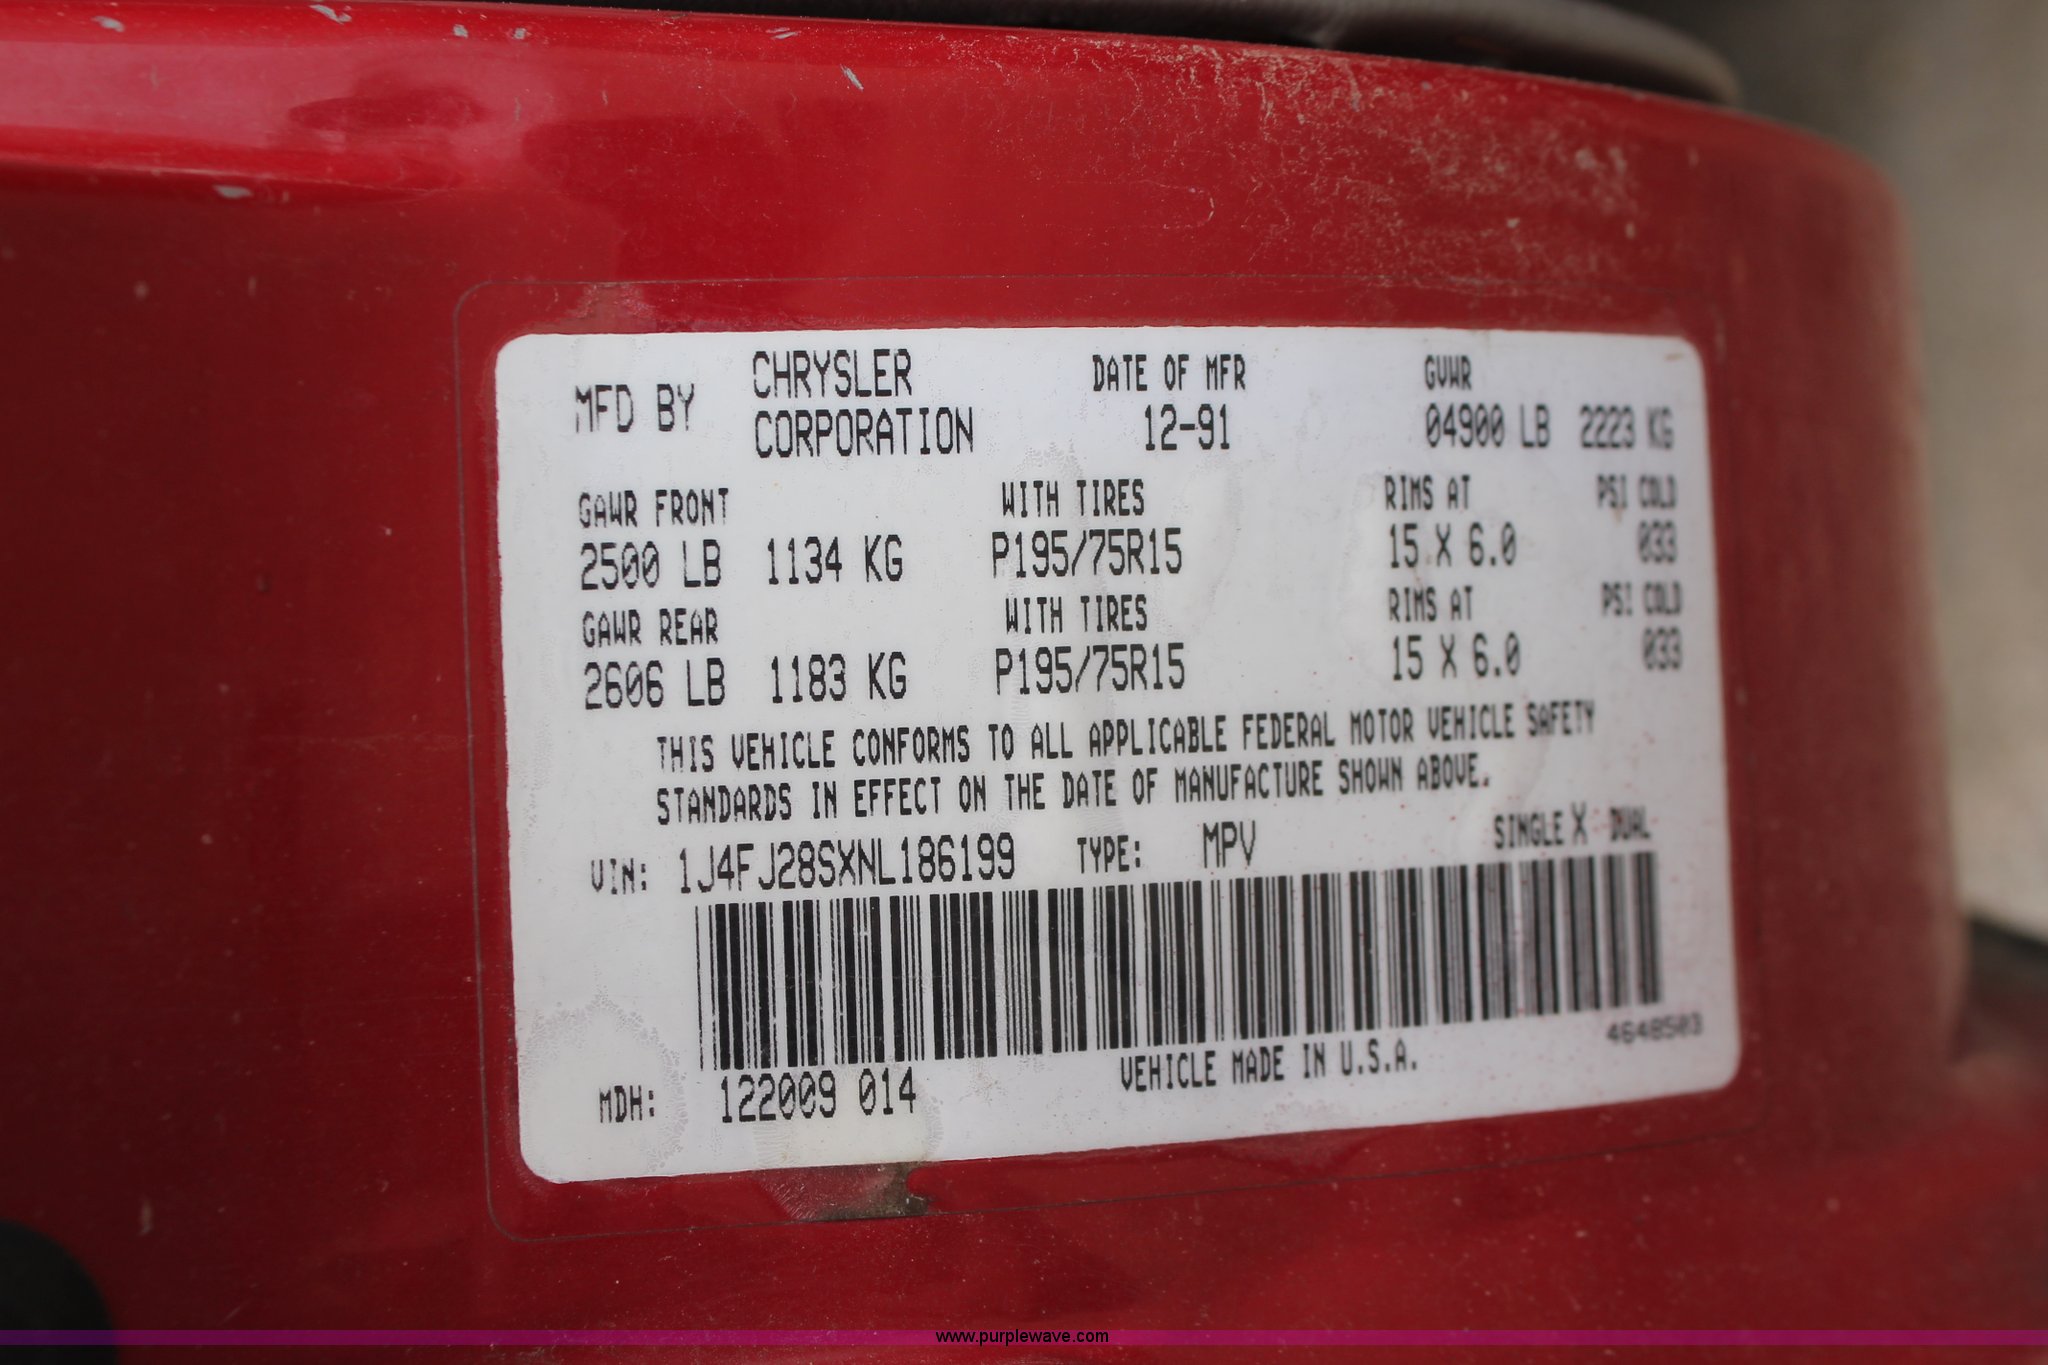 MFD BY CHRYSLER CORPORATION DATE OF MFR 12-91 GVWR 04900 LB 2223 KG
GAWR FRONT WITH TIRES RIMS AT PSI COLD
2500 LB 1134 KG P195/75R15 15 X 6.0 033
GAWR REAR WITH TIRES RIMS AT PSI COLD
2606 LB 1183 KG P195/75R15 15 X 6.0 033
THIS VEHICLE CONFORMS TO ALL APPLICABLE FEDERAL MOTOR VEHICLE SAFETY
STANDARDS IN EFFECT ON THE DATE OF MANUFACTURE SHOWN ABOVE.
VIN: 1J4FJ28SXNL186199 TYPE: MPV SINGLE X DUAL
4648503
MDH: 122009 014 VEHICLE MADE IN U.S.A.
www.purplewave.com